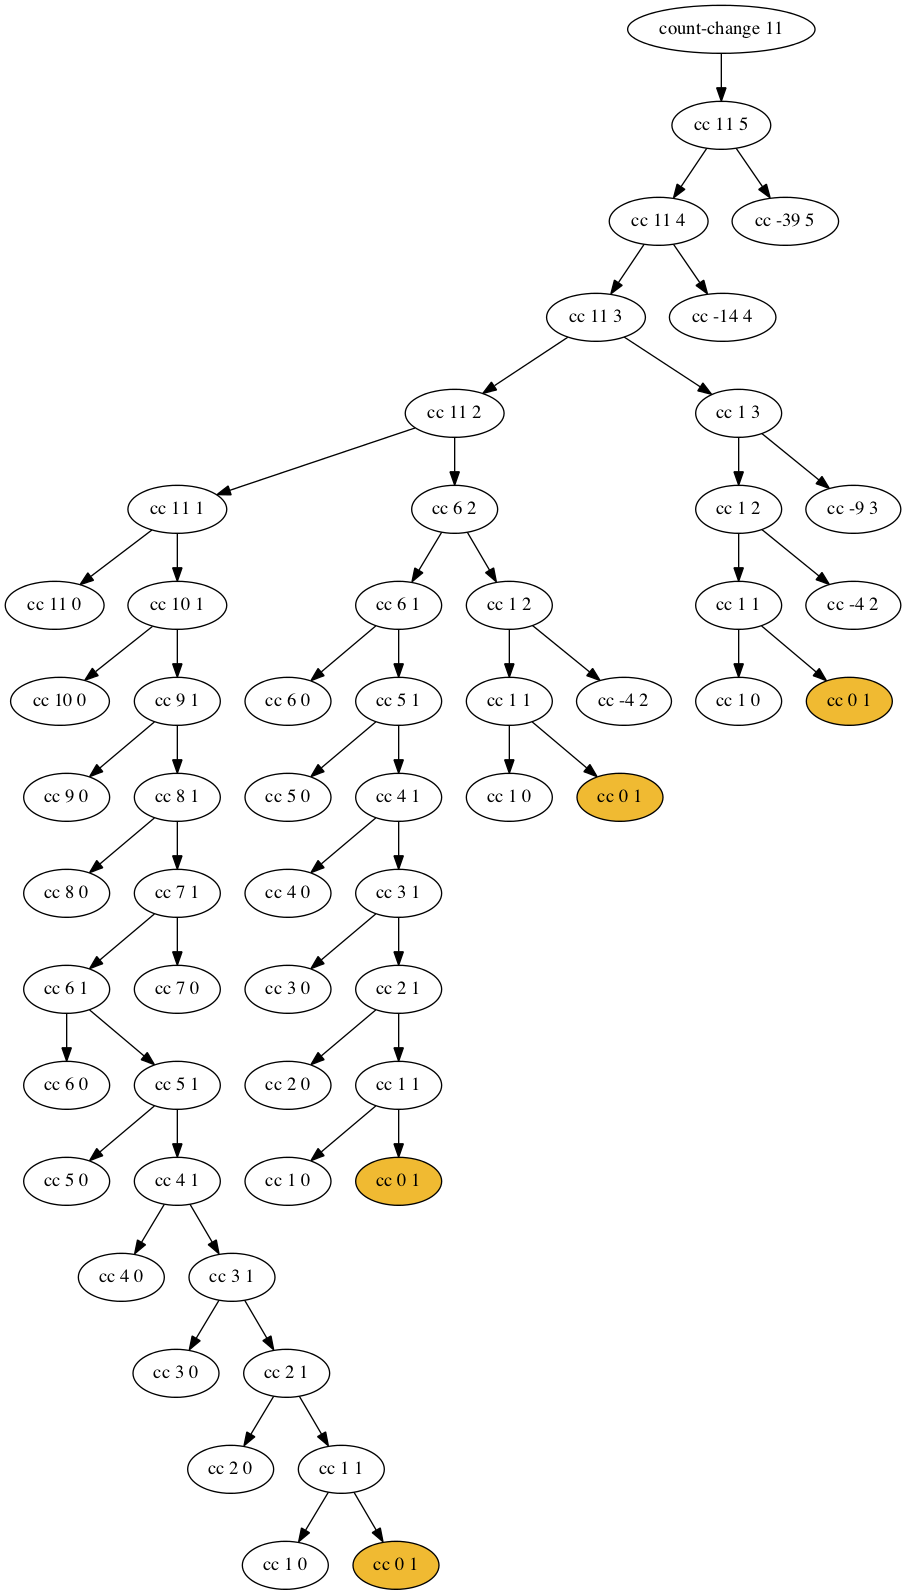 count-change 11
cc 11 5
cc 11 4
cc -39 5
cc 11 3
cc -14 4
cc 11 2
cc 1 3
cc 11 1
cc 6 2
cc 1 2
cc -9 3
cc 11 0
cc 10 1
cc 6 1
cc 1 2
cc 1 1
cc -4 2
cc 10 0
cc 9 1
cc 6 0
cc 5 1
cc 1 1
cc -4 2
cc 1 0
cc 0 1
cc 9 0
cc 8 1
cc 5 0
cc 4 1
cc 1 0
cc 0 1
cc 8 0
cc 7 1
cc 4 0
cc 3 1
cc 6 1
cc 7 0
cc 3 0
cc 2 1
cc 6 0
cc 5 1
cc 2 0
cc 1 1
cc 5 0
cc 4 1
cc 1 0
cc 0 1
cc 4 0
cc 3 1
cc 3 0
cc 2 1
cc 2 0
cc 1 1
cc 1 0
cc 0 1